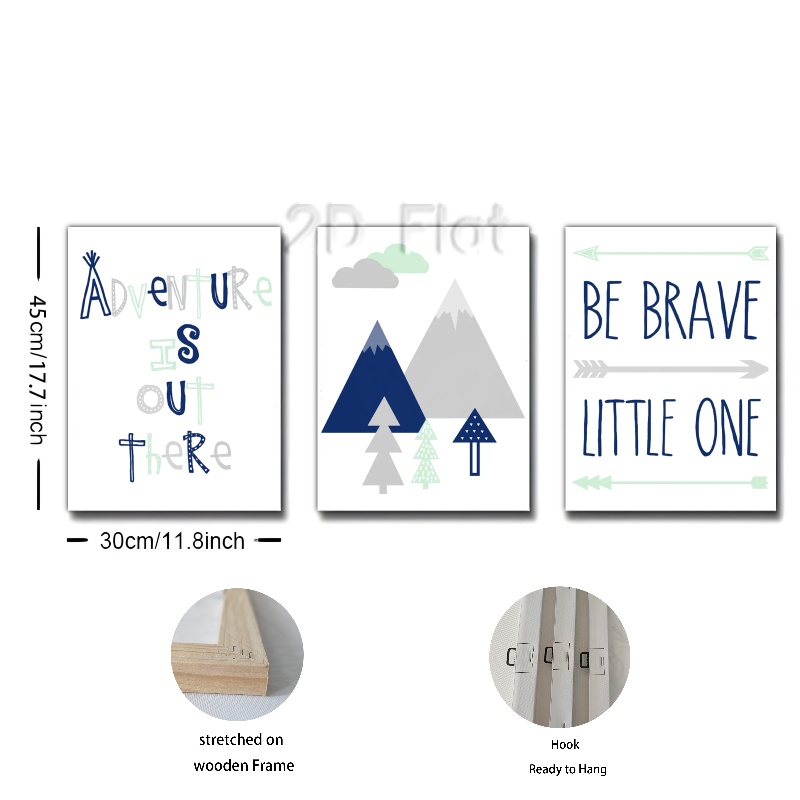 2D Flat
ADvENTURE
IS
OUT
THeRe
BE BRAVE
LITTLE ONE
45cm/17.7inch
30cm/11.8inch
stretched on
wooden Frame
Hook
Ready to Hang